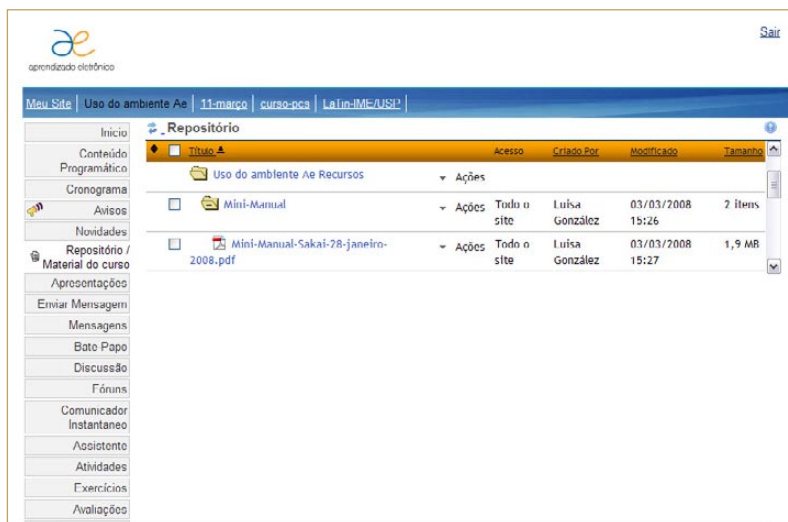 Sair
ae
aprendizado eletrônico
Meu Site | Uso do ambiente Ae | 11-março | curso-pcs | LaTin-IME/USP |
Repositório
Título Acesso Criado Por Modificado Tamanho
Uso do ambiente Ae Recursos Ações
Mini-Manual Ações Todo o site Luisa González 03/03/2008 15:26 2 itens
Mini-Manual-Sakai-28-janeiro-2008.pdf Ações Todo o site Luisa González 03/03/2008 15:27 1,9 MB
Início
Conteúdo
Programático
Cronograma
Avisos
Novidades
Repositório /
Material do curso
Apresentações
Enviar Mensagem
Mensagens
Bate Papo
Discussão
Fóruns
Comunicador
Instantaneo
Assistente
Atividades
Exercícios
Avaliações